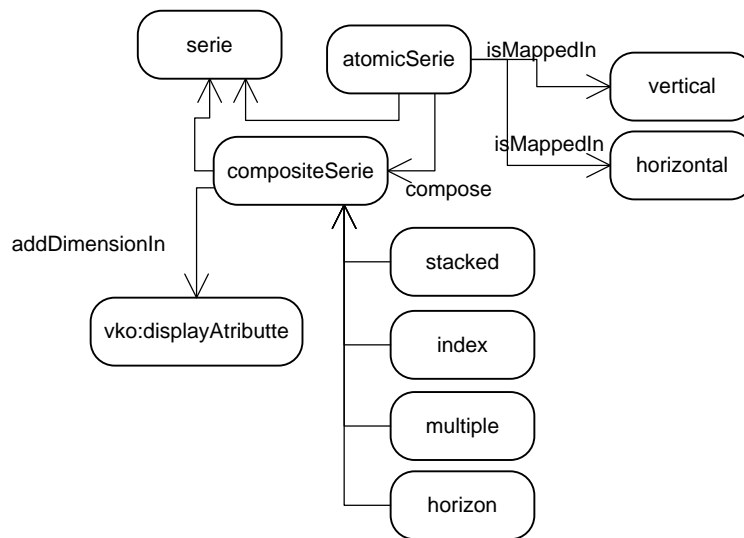 serie
atomicSerie
isMappedIn
vertical
isMappedIn
horizontal
compositeSerie
compose
addDimensionIn
stacked
vko:displayAtributte
index
multiple
horizon